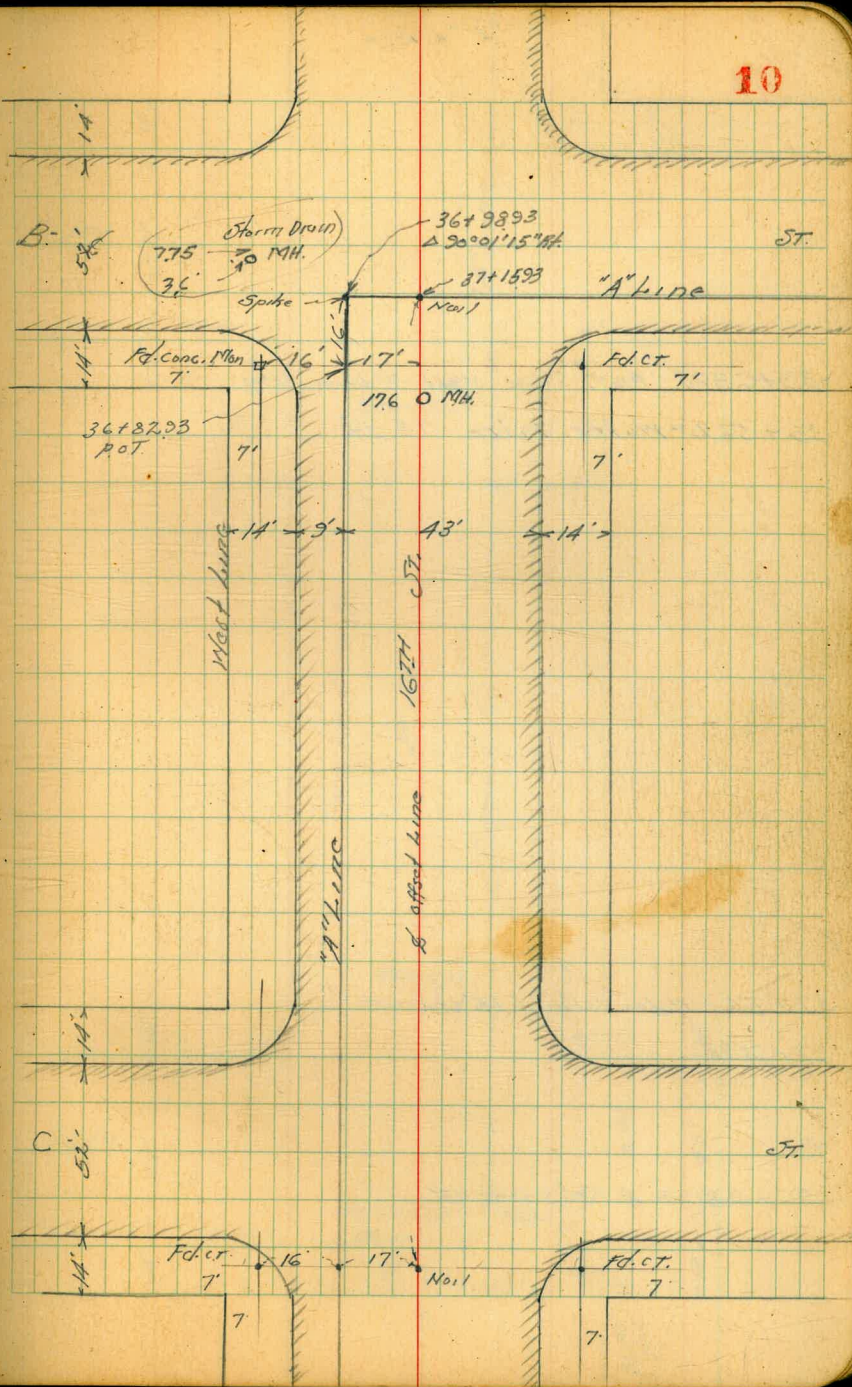 10
14'
B-
52'
Storm Drain
7.75
MH.
3.6
36+98.93
Δ 90°01'15" Rt.
ST.
37+15.93
"A" Line
Spike
Nail
16'
14'
Fd. conc. Mon
16'
17'
Fd. CT.
7'
7'
17.6 O MH.
36+82.93
P.O.T.
7'
7'
14'
9'
43'
14'
West Line
16TH ST.
"A" Line
offset Line
14'
C
52'
ST.
14'
Fd. CT.
16'
17'
Fd. CT.
7'
Nail
7
7
7